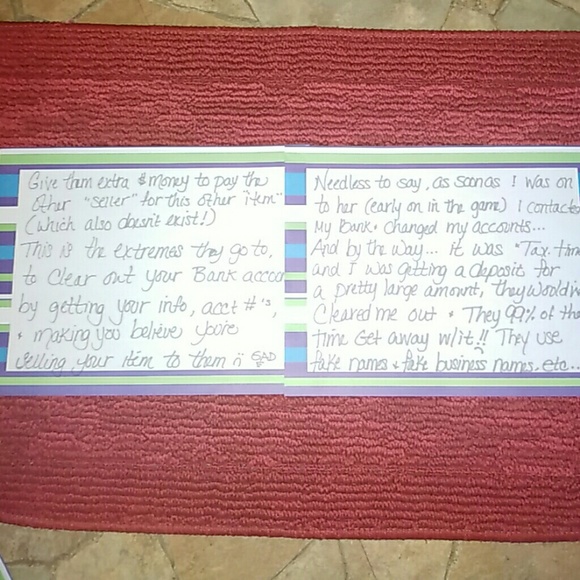 Give them extra $ money to pay the
other "seller" for this other "item"
(which also doesn't exist!)
This is the extremes they go to,
to clear out your Bank accou
by getting your info, acct #'s,
+ making you believe you're
selling your item to them :( SAD
Needless to say, as soon as I was on
to her (early on in the game) I contacte
My Bank + changed my accounts...
And by the way... it was "Tax tim
and I was getting a deposit for
a pretty large amount, they would'v
Cleared me out + They 99% of the
time Get away w/it!! They use
fake names + fake business names, etc...